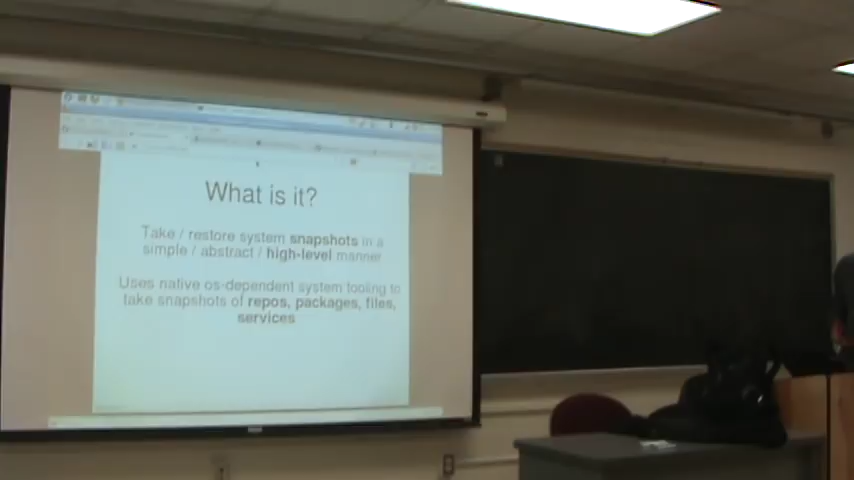 What is it?
Take / restore system snapshots in a
simple / abstract / high-level manner
Uses native os-dependent system tooling to
take snapshots of repos, packages, files,
services